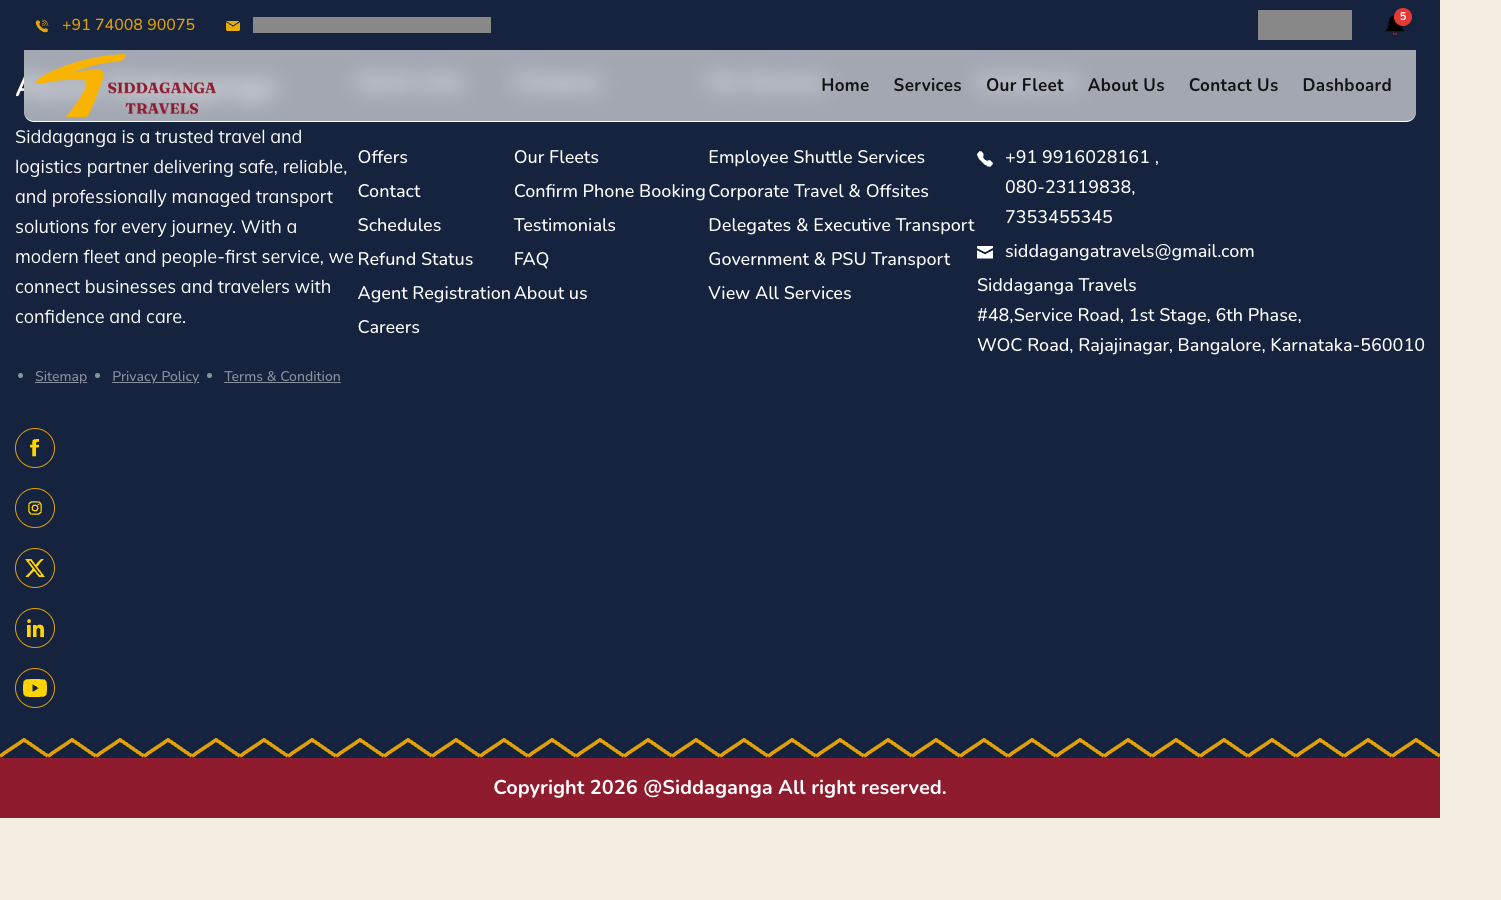 +91 74008 90075
5
SIDDAGANGA
TRAVELS
Home Services Our Fleet About Us Contact Us Dashboard
Siddaganga is a trusted travel and
logistics partner delivering safe, reliable,
and professionally managed transport
solutions for every journey. With a
modern fleet and people-first service, we
connect businesses and travelers with
confidence and care.
Sitemap
Privacy Policy
Terms & Condition
Offers
Contact
Schedules
Refund Status
Agent Registration
Careers
Our Fleets
Confirm Phone Booking
Testimonials
FAQ
About us
Employee Shuttle Services
Corporate Travel & Offsites
Delegates & Executive Transport
Government & PSU Transport
View All Services
+91 9916028161 ,
080-23119838,
7353455345
siddagangatravels@gmail.com
Siddaganga Travels
#48,Service Road, 1st Stage, 6th Phase,
WOC Road, Rajajinagar, Bangalore, Karnataka-560010
Copyright 2026 @Siddaganga All right reserved.